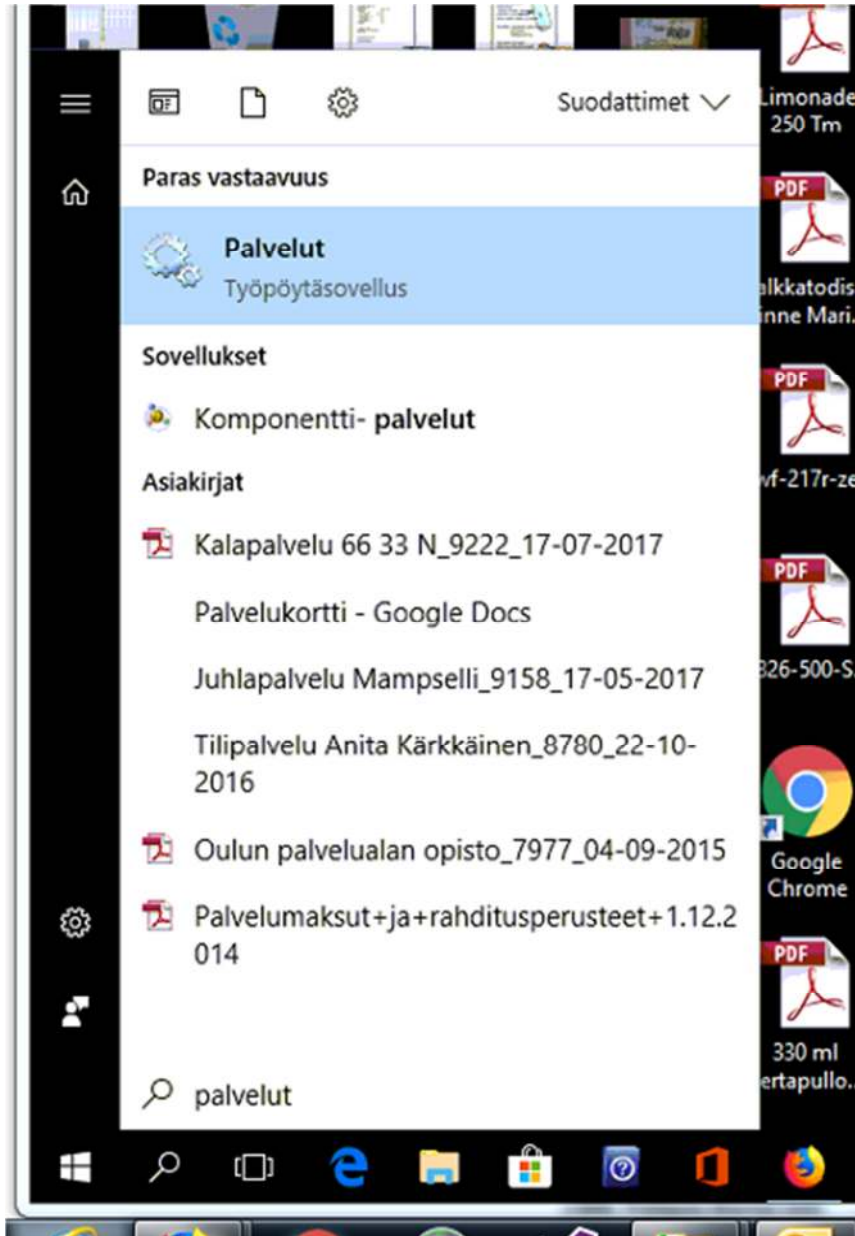 Suodattimet
Paras vastaavuus
Palvelut
Työpöytäsovellus
Sovellukset
Komponentti- palvelut
Asiakirjat
Kalapalvelu 66 33 N_9222_17-07-2017
Palvelukortti - Google Docs
Juhlapalvelu Mampselli_9158_17-05-2017
Tilipalvelu Anita Kärkkäinen_8780_22-10-
2016
Oulun palvelualan opisto_7977_04-09-2015
Palvelumaksut+ja+rahditusperusteet+1.12.2
014
palvelut
Limonade
250 Tm
PDF
alkkatodis
inne Mari.
PDF
wf-217r-ze
PDF
326-500-S.
Google
Chrome
PDF
330 ml
ertapullo..